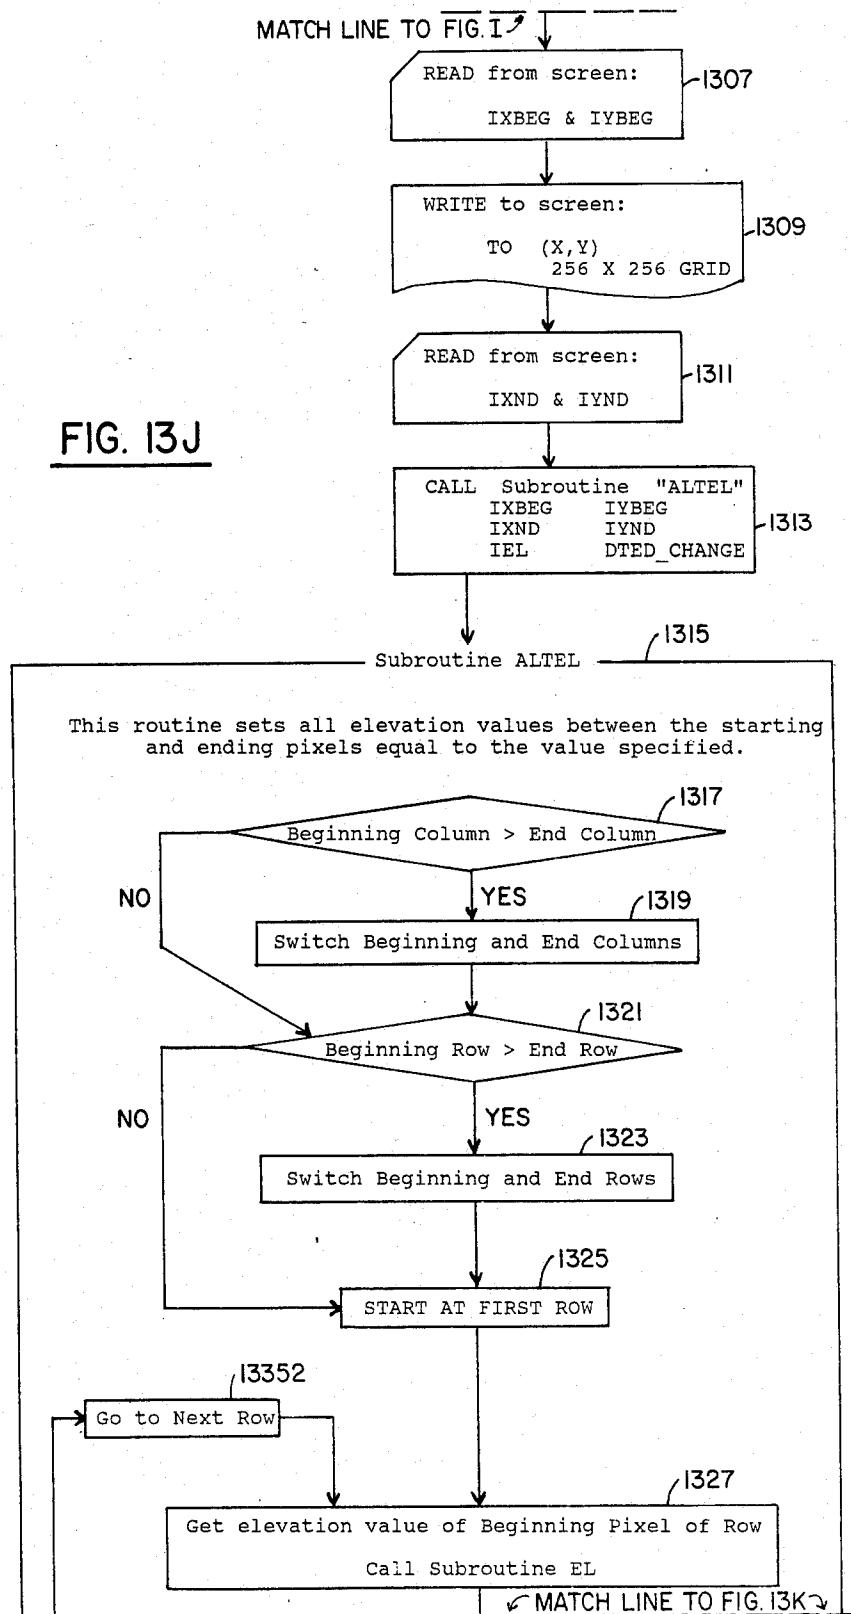 MATCH LINE TO FIG. I
READ from screen:
IXBEG & IYBEG
1307
WRITE to screen:
TO (X,Y)
256 X 256 GRID
1309
READ from screen:
IXND & IYND
1311
FIG. 13J
CALL Subroutine "ALTEL"
IXBEG IYBEG
IXND IYND
IEL DTED_CHANGE
1313
1315
Subroutine ALTEL
This routine sets all elevation values between the starting
and ending pixels equal to the value specified.
1317
Beginning Column > End Column
NO
YES
1319
Switch Beginning and End Columns
1321
Beginning Row > End Row
NO
YES
1323
Switch Beginning and End Rows
1325
START AT FIRST ROW
13352
Go to Next Row
1327
Get elevation value of Beginning Pixel of Row
Call Subroutine EL
MATCH LINE TO FIG. 13K